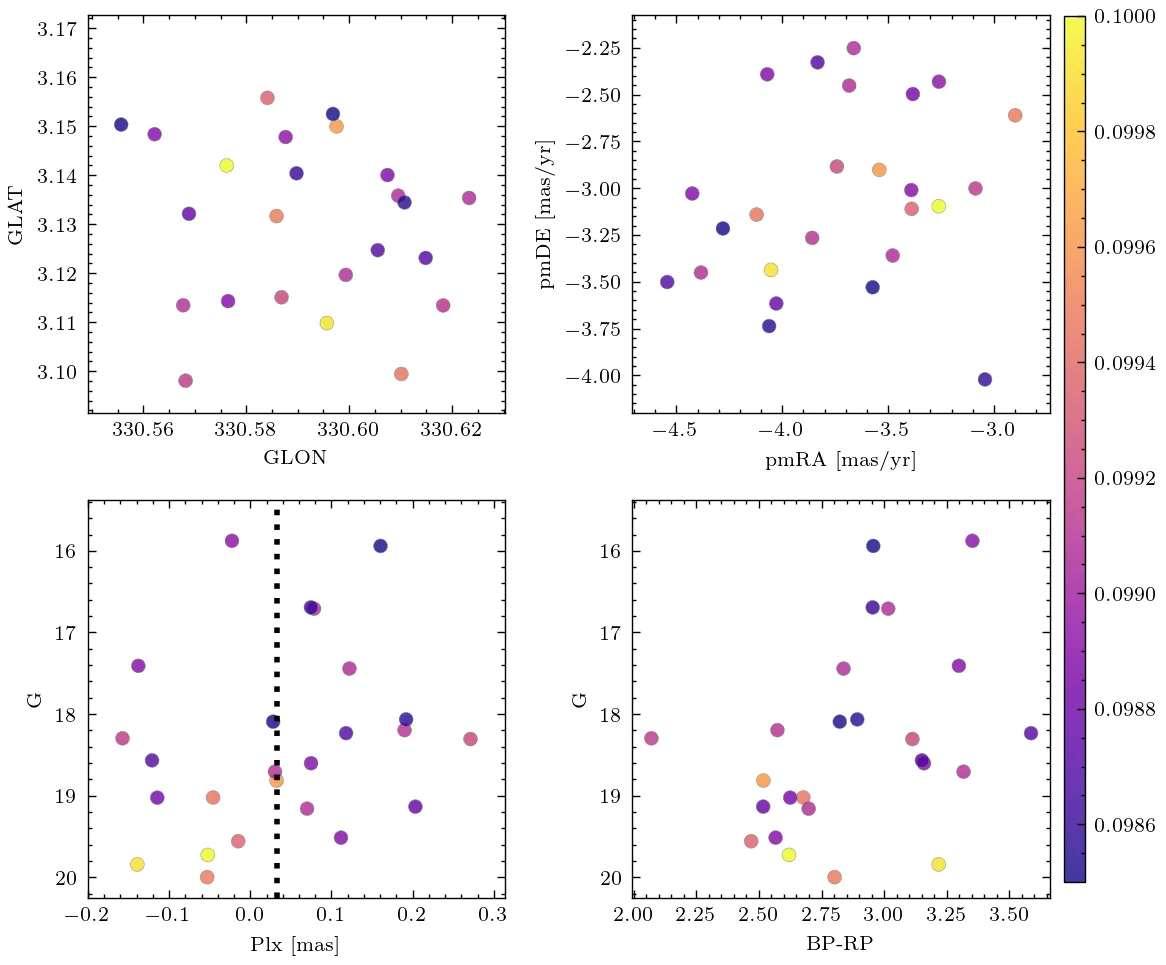 3.17
3.16
3.15
3.14
3.13
3.12
3.11
3.10
GLAT
330.56 330.58 330.60 330.62
GLON
−2.25
−2.50
−2.75
−3.00
−3.25
−3.50
−3.75
−4.00
pmDE [mas/yr]
−4.5 −4.0 −3.5 −3.0
pmRA [mas/yr]
16
17
18
19
20
G
−0.2 −0.1 0.0 0.1 0.2 0.3
Plx [mas]
16
17
18
19
20
G
2.00 2.25 2.50 2.75 3.00 3.25 3.50
BP-RP
0.1000
0.0998
0.0996
0.0994
0.0992
0.0990
0.0988
0.0986